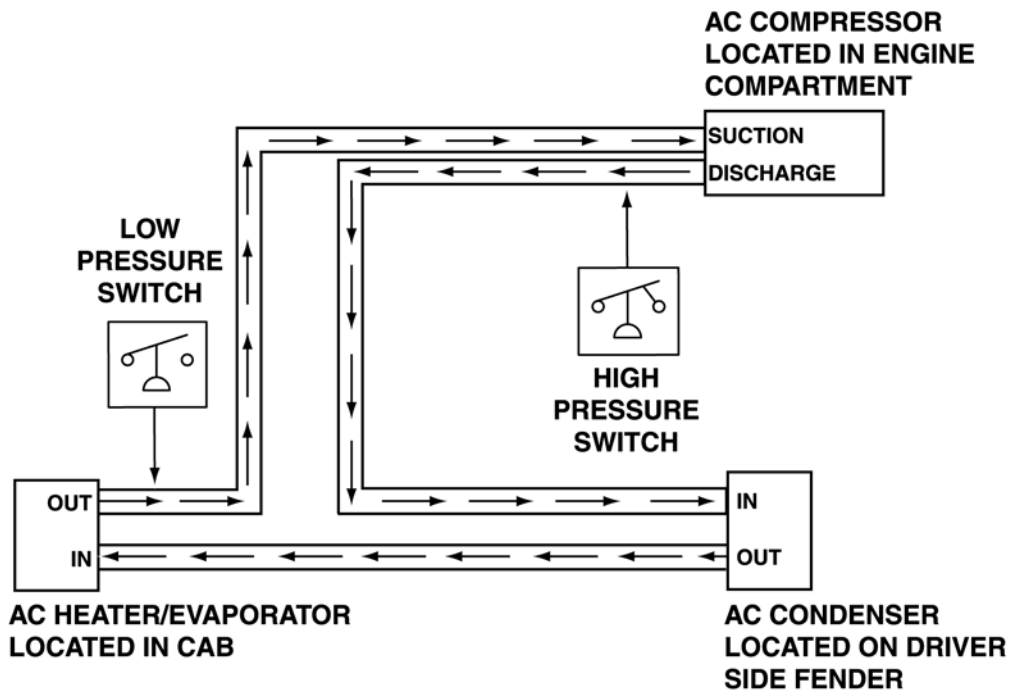 AC COMPRESSOR
LOCATED IN ENGINE
COMPARTMENT
SUCTION
DISCHARGE
LOW
PRESSURE
SWITCH
HIGH
PRESSURE
SWITCH
OUT
IN
IN
OUT
AC HEATER/EVAPORATOR
LOCATED IN CAB
AC CONDENSER
LOCATED ON DRIVER
SIDE FENDER